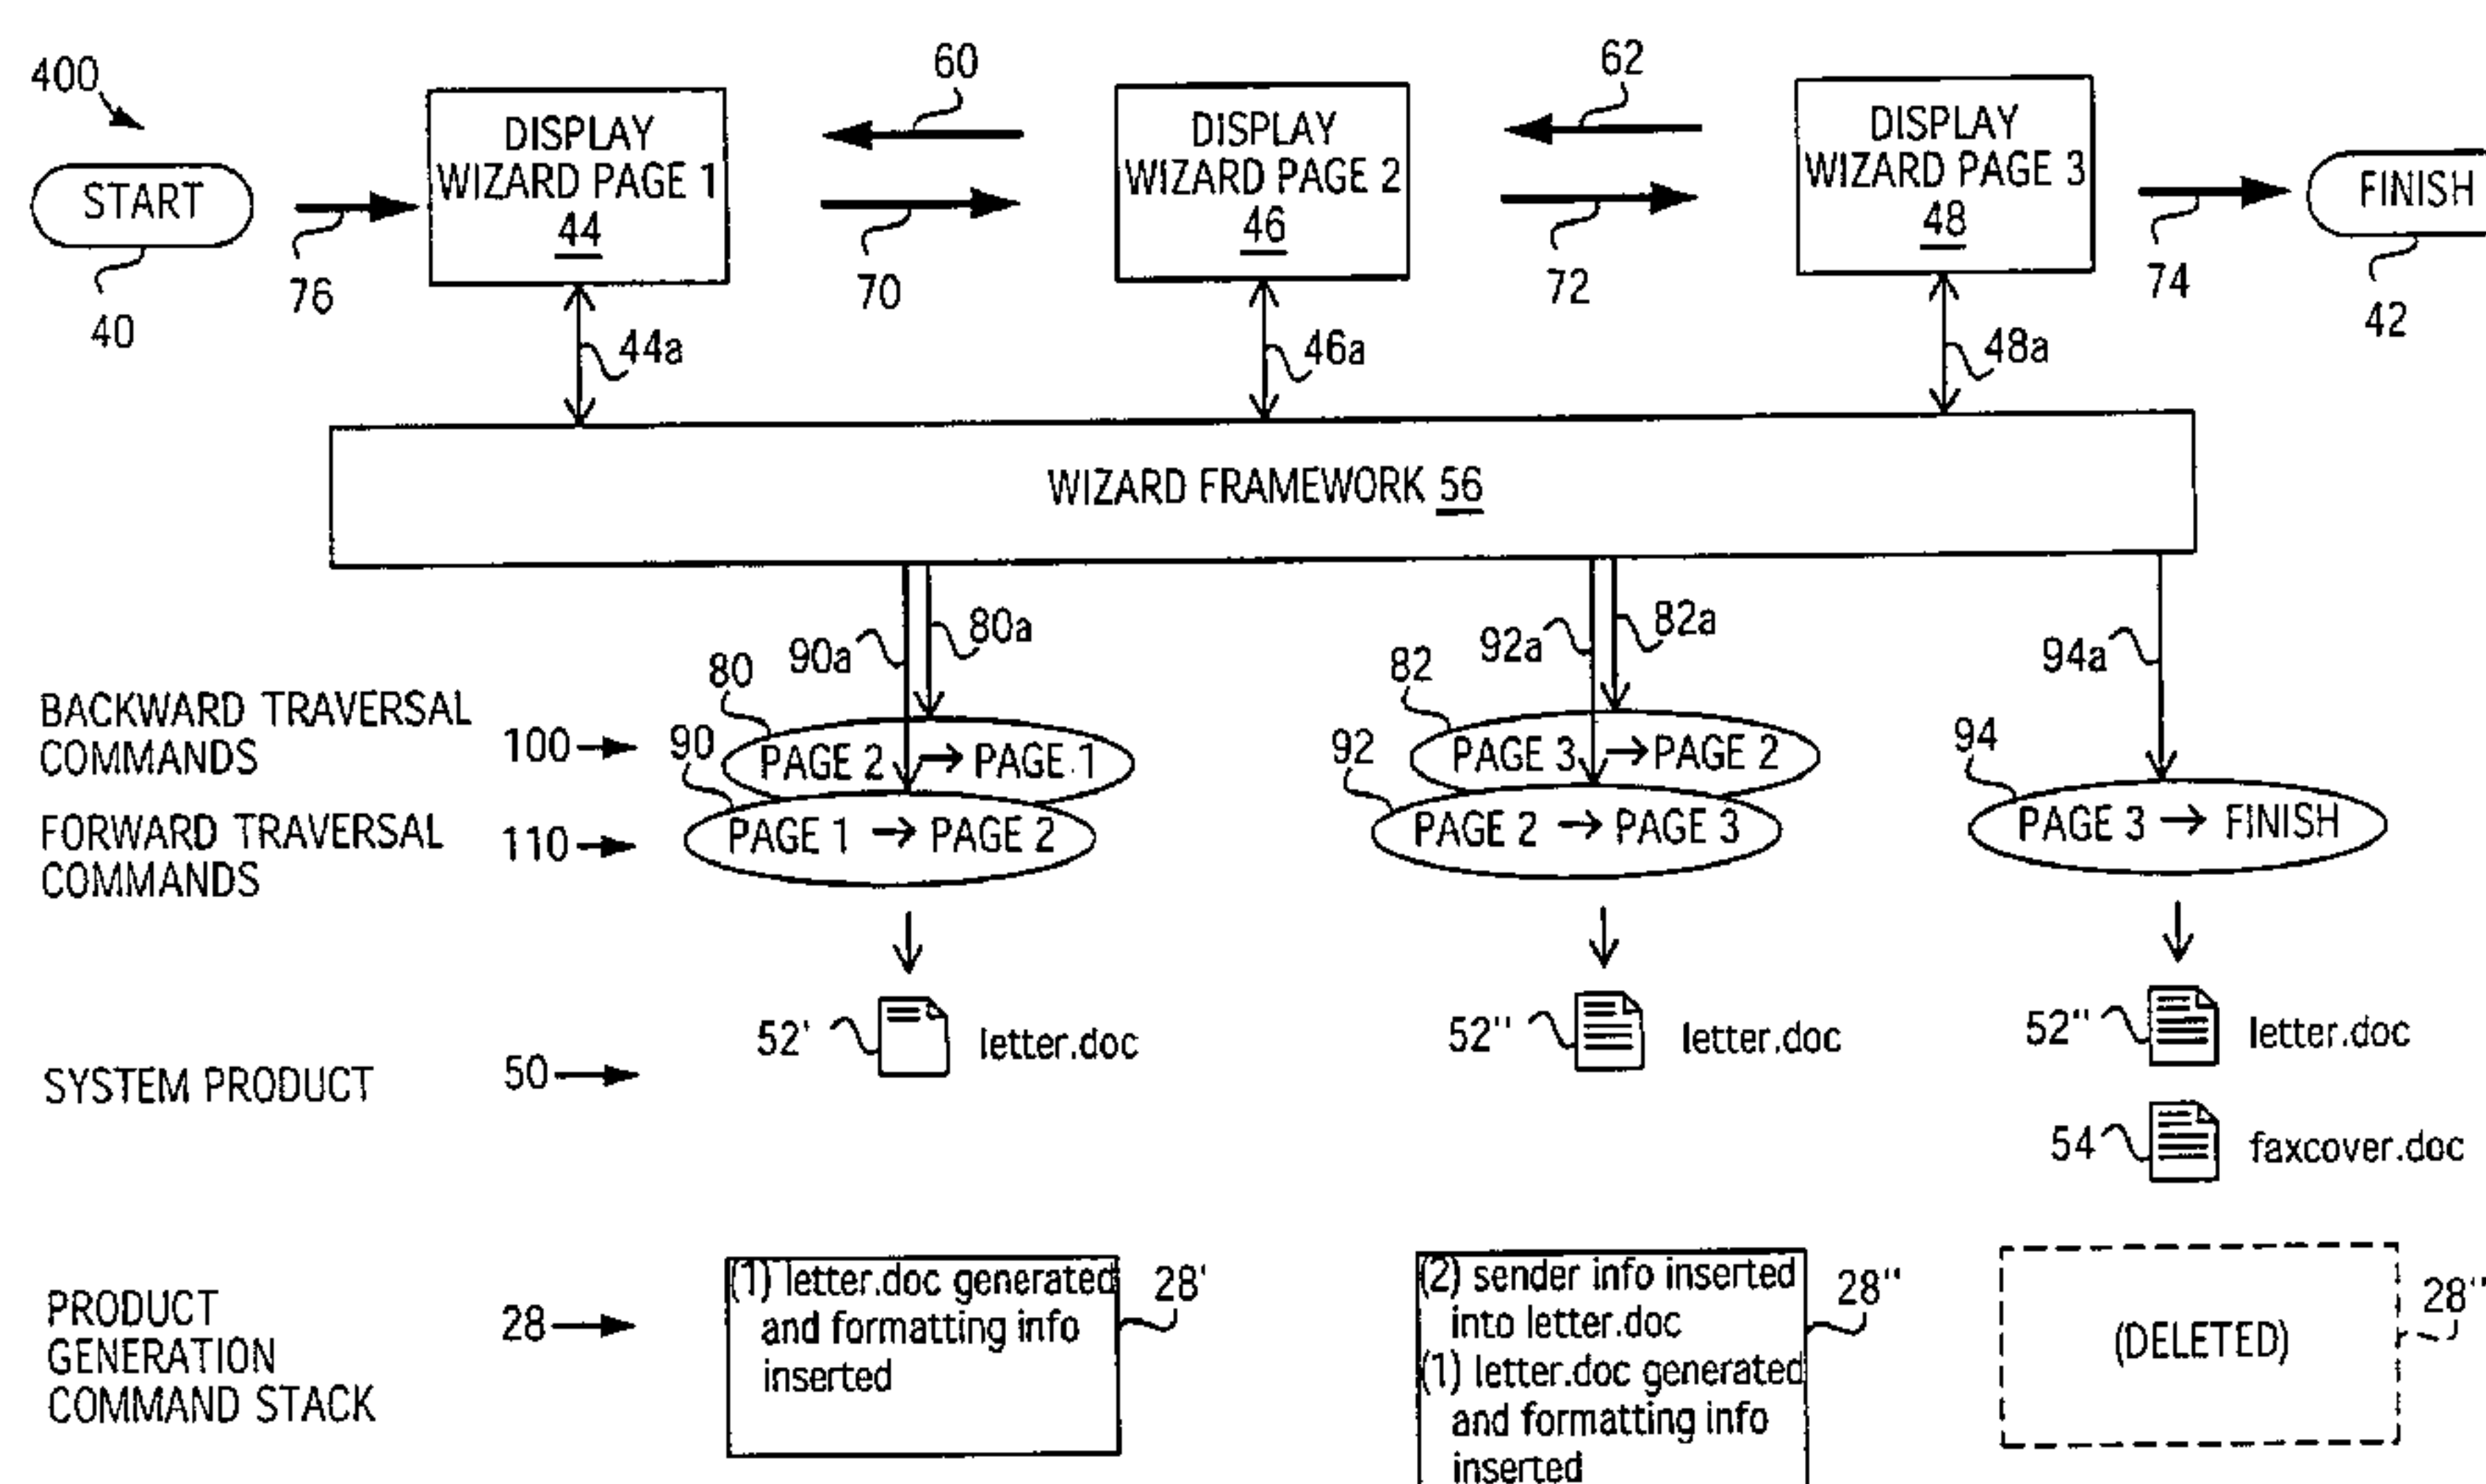 400
60
62
START
40
76
DISPLAY
WIZARD PAGE 1
44
70
DISPLAY
WIZARD PAGE 2
46
72
DISPLAY
WIZARD PAGE 3
48
74
FINISH
42
44a
46a
48a
WIZARD FRAMEWORK 56
90a
80a
92a
82a
94a
BACKWARD TRAVERSAL
COMMANDS
100
80
PAGE 2 → PAGE 1
82
PAGE 3 → PAGE 2
FORWARD TRAVERSAL
COMMANDS
110
90
PAGE 1 → PAGE 2
92
PAGE 2 → PAGE 3
94
PAGE 3 → FINISH
SYSTEM PRODUCT
50
52' letter.doc
52" letter.doc
52" letter.doc
54 faxcover.doc
PRODUCT
GENERATION
COMMAND STACK
28
(1) letter.doc generated
and formatting info
inserted
28'
(2) sender info inserted
into letter.doc
(1) letter.doc generated
and formatting info
inserted
28"
(DELETED)
28"